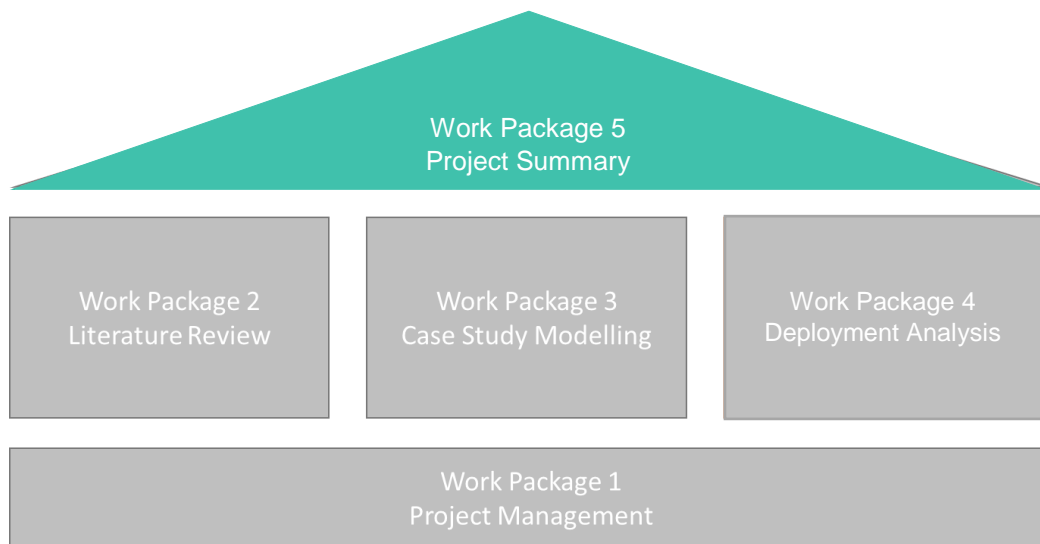 Work Package 5
Project Summary
Work Package 2
Literature Review
Work Package 3
Case Study Modelling
Work Package 4
Deployment Analysis
Work Package 1
Project Management